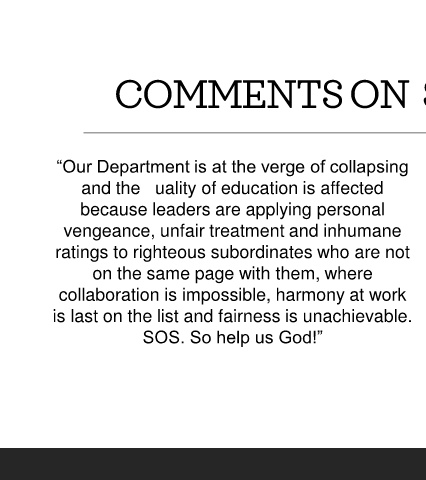 COMMENTS ON
“Our Department is at the verge of collapsing
and the uality of education is affected
because leaders are applying personal
vengeance, unfair treatment and inhumane
ratings to righteous subordinates who are not
on the same page with them, where
collaboration is impossible, harmony at work
is last on the list and fairness is unachievable.
SOS. So help us God!”